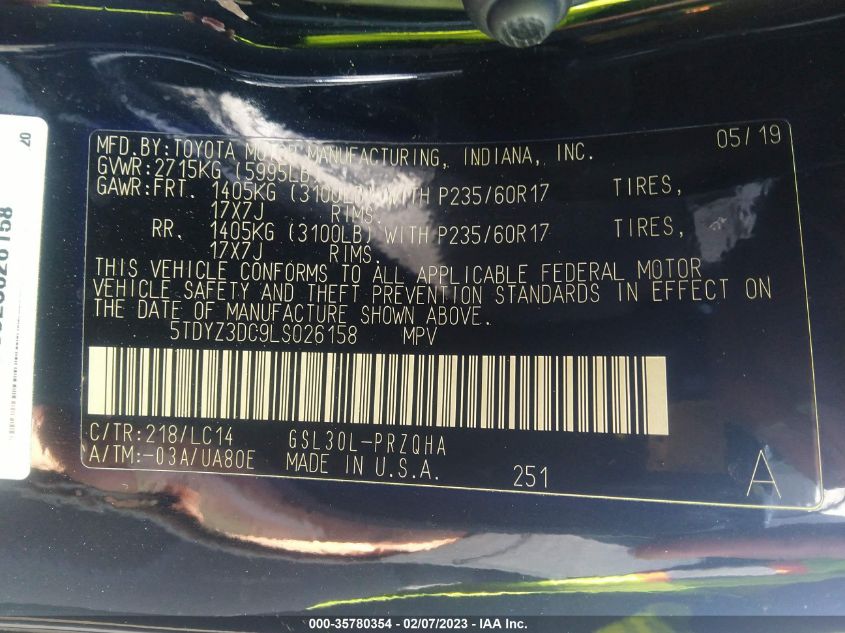 MFD.BY:TOYOTA MOTOR MANUFACTURING, INDIANA, INC. 05/19
GVWR:2715KG (5995LB)
GAWR:FRT. 1405KG (3100LB) WITH P235/60R17 TIRES,
17X7J RIMS.
RR. 1405KG (3100LB) WITH P235/60R17 TIRES,
17X7J RIMS.
THIS VEHICLE CONFORMS TO ALL APPLICABLE FEDERAL MOTOR
VEHICLE SAFETY AND THEFT PREVENTION STANDARDS IN EFFECT ON
THE DATE OF MANUFACTURE SHOWN ABOVE.
5TDYZ3DC9LS026158 MPV
C/TR:218/LC14 GSL30L-PRZQHA
A/TM:-03A/UA80E MADE IN U.S.A. 251 A
20
000-35780354 - 02/07/2023 - IAA Inc.